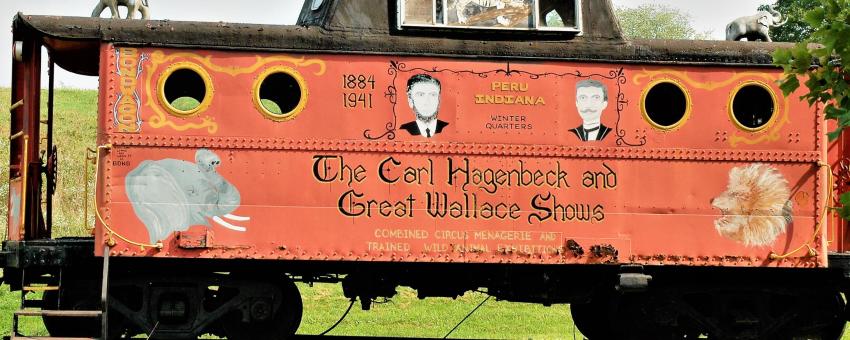 1884
1941
PERU
INDIANA
WINTER
QUARTERS
The Carl Hagenbeck and
Great Wallace Shows
COMBINED CIRCUS MENAGERIE AND
TRAINED WILD ANIMAL EXHIBITIONS